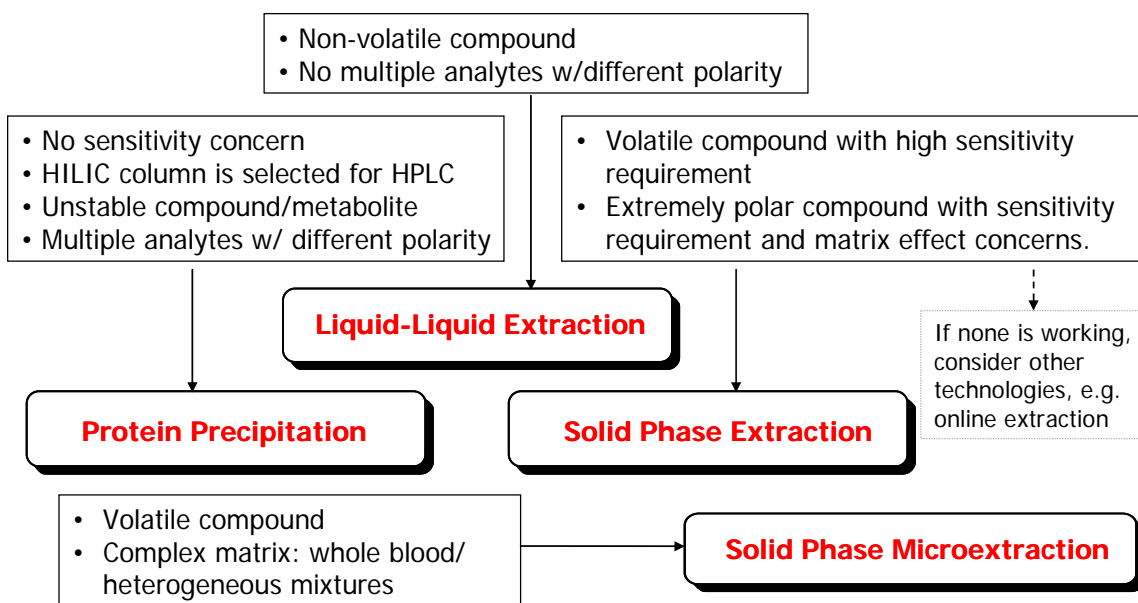 • Non-volatile compound
• No multiple analytes w/different polarity
• No sensitivity concern
• HILIC column is selected for HPLC
• Unstable compound/metabolite
• Multiple analytes w/ different polarity
• Volatile compound with high sensitivity
requirement
• Extremely polar compound with sensitivity
requirement and matrix effect concerns.
Liquid-Liquid Extraction
If none is working,
consider other
technologies, e.g.
online extraction
Protein Precipitation
Solid Phase Extraction
• Volatile compound
• Complex matrix: whole blood/
heterogeneous mixtures
Solid Phase Microextraction